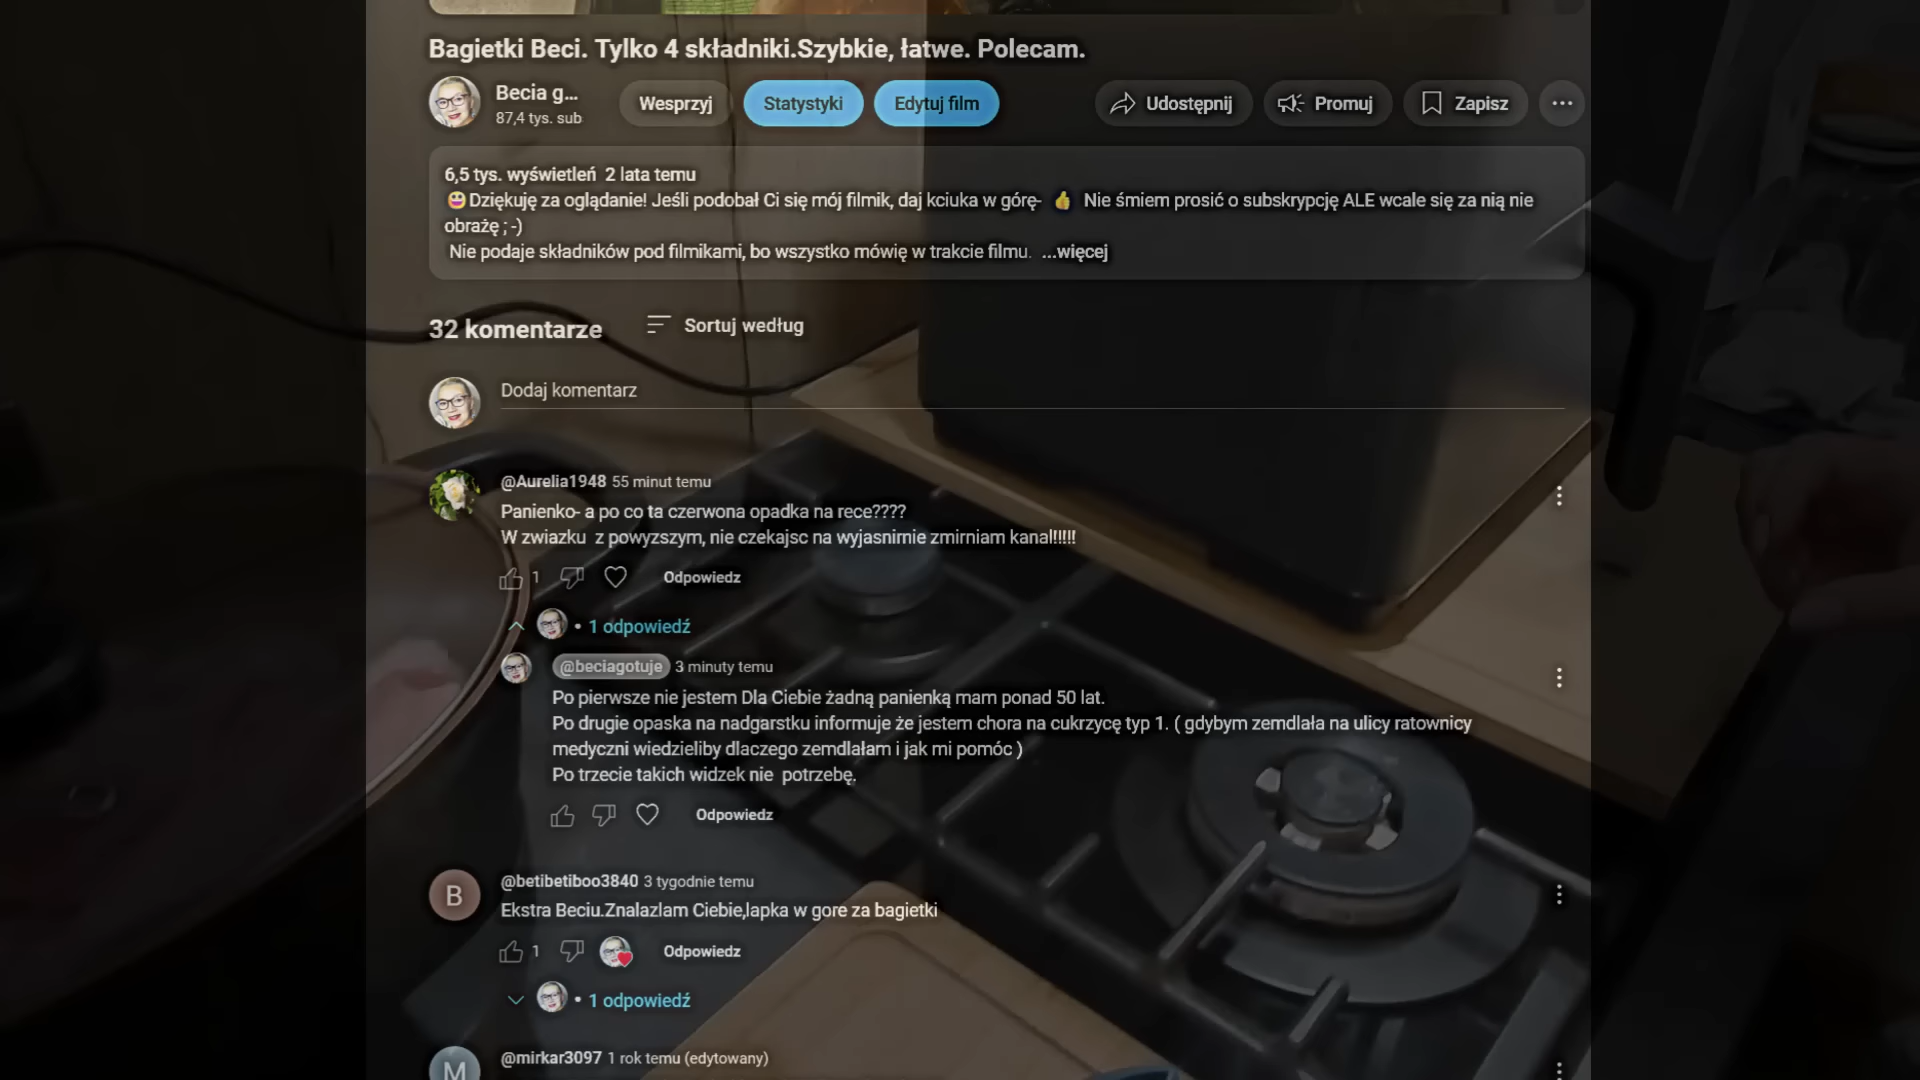 Bagietki Beci. Tylko 4 składniki.Szybkie, łatwe. Polecam.
Becia g...
87,4 tys. sub
Wesprzyj
Statystyki
Edytuj film
Udostępnij
Promuj
Zapisz
6,5 tys. wyświetleń 2 lata temu
😀Dziękuję za oglądanie! Jeśli podobał Ci się mój filmik, daj kciuka w górę- 👍 Nie śmiem prosić o subskrypcję ALE wcale się za nią nie
obrażę ; -)
Nie podaje składników pod filmikami, bo wszystko mówię w trakcie filmu. ...więcej
32 komentarze
Sortuj według
Dodaj komentarz
@Aurelia1948 55 minut temu
Panienko- a po co ta czerwona opadka na rece????
W zwiazku z powyzszym, nie czekajsc na wyjasnirnie zmirniam kanal!!!!!
1
Odpowiedz
• 1 odpowiedź
@beciagotuje 3 minuty temu
Po pierwsze nie jestem Dla Ciebie żadną panienką mam ponad 50 lat.
Po drugie opaska na nadgarstku informuje że jestem chora na cukrzycę typ 1. ( gdybym zemdlała na ulicy ratownicy
medyczni wiedzieliby dlaczego zemdlałam i jak mi pomóc )
Po trzecie takich widzek nie potrzebę.
Odpowiedz
B
@betibetiboo3840 3 tygodnie temu
Ekstra Beciu.Znalazlam Ciebie,lapka w gore za bagietki
1
Odpowiedz
• 1 odpowiedź
M
@mirkar3097 1 rok temu (edytowany)